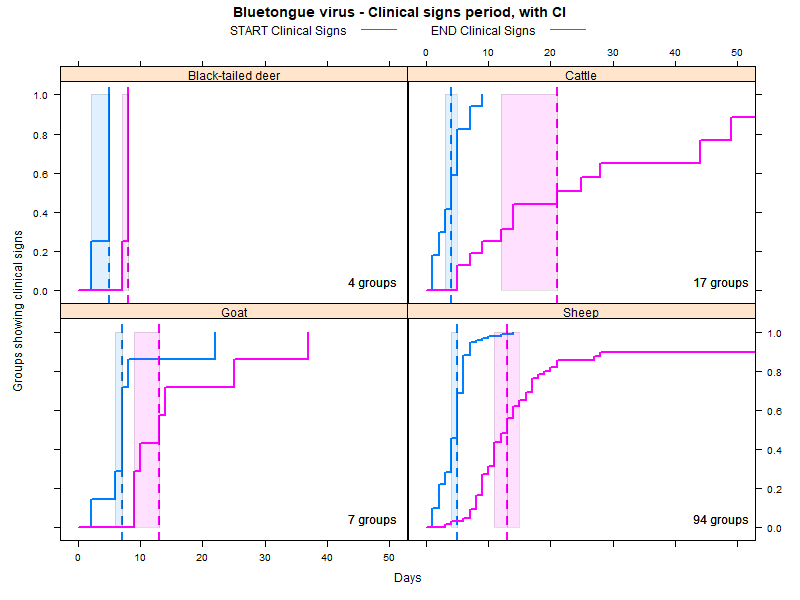 Bluetongue virus - Clinical signs period, with CI
START Clinical Signs END Clinical Signs
0 10 20 30 40 50
Black-tailed deer Cattle
1.0
0.8
0.6
0.4
0.2
0.0
4 groups 17 groups
Goat Sheep
1.0
0.8
0.6
0.4
0.2
0.0
7 groups 94 groups
Groups showing clinical signs
0 10 20 30 40 50
Days